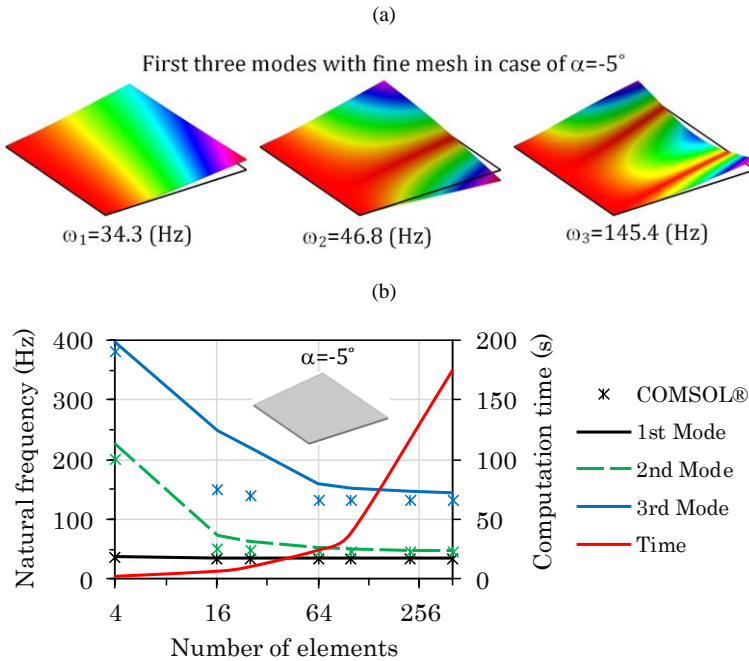 (a)
First three modes with fine mesh in case of α=-5°
ω1=34.3 (Hz)
ω2=46.8 (Hz)
ω3=145.4 (Hz)
(b)
Natural frequency (Hz)
400
300
200
100
0
α=-5°
200
150
100
50
0
Computation time (s)
4
16
64
256
Number of elements
COMSOL®
1st Mode
2nd Mode
3rd Mode
Time